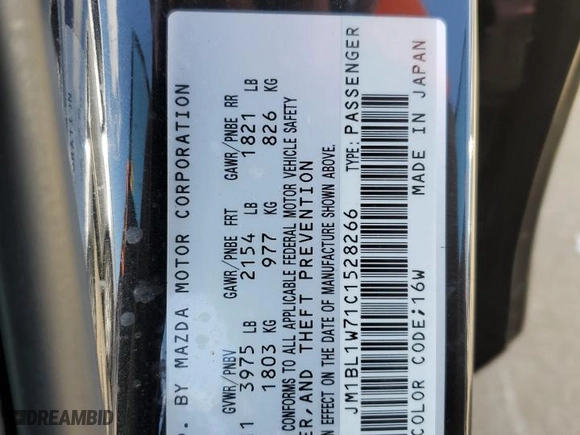 D. BY MAZDA MOTOR CORPORATION
GVWR/PNBV GAWR/PNBE FRT GAWR/PNBE RR
1 3975 LB 2154 LB 1821 LB
1803 KG 977 KG 826 KG
CONFORMS TO ALL APPLICABLE FEDERAL MOTOR VEHICLE SAFETY
ER, AND THEFT PREVENTION
N EFFECT ON THE DATE OF MANUFACTURE SHOWN ABOVE.
JM1BL1W71C1528266 TYPE: PASSENGER
COLOR CODE;16W MADE IN JAPAN
DREAMBID